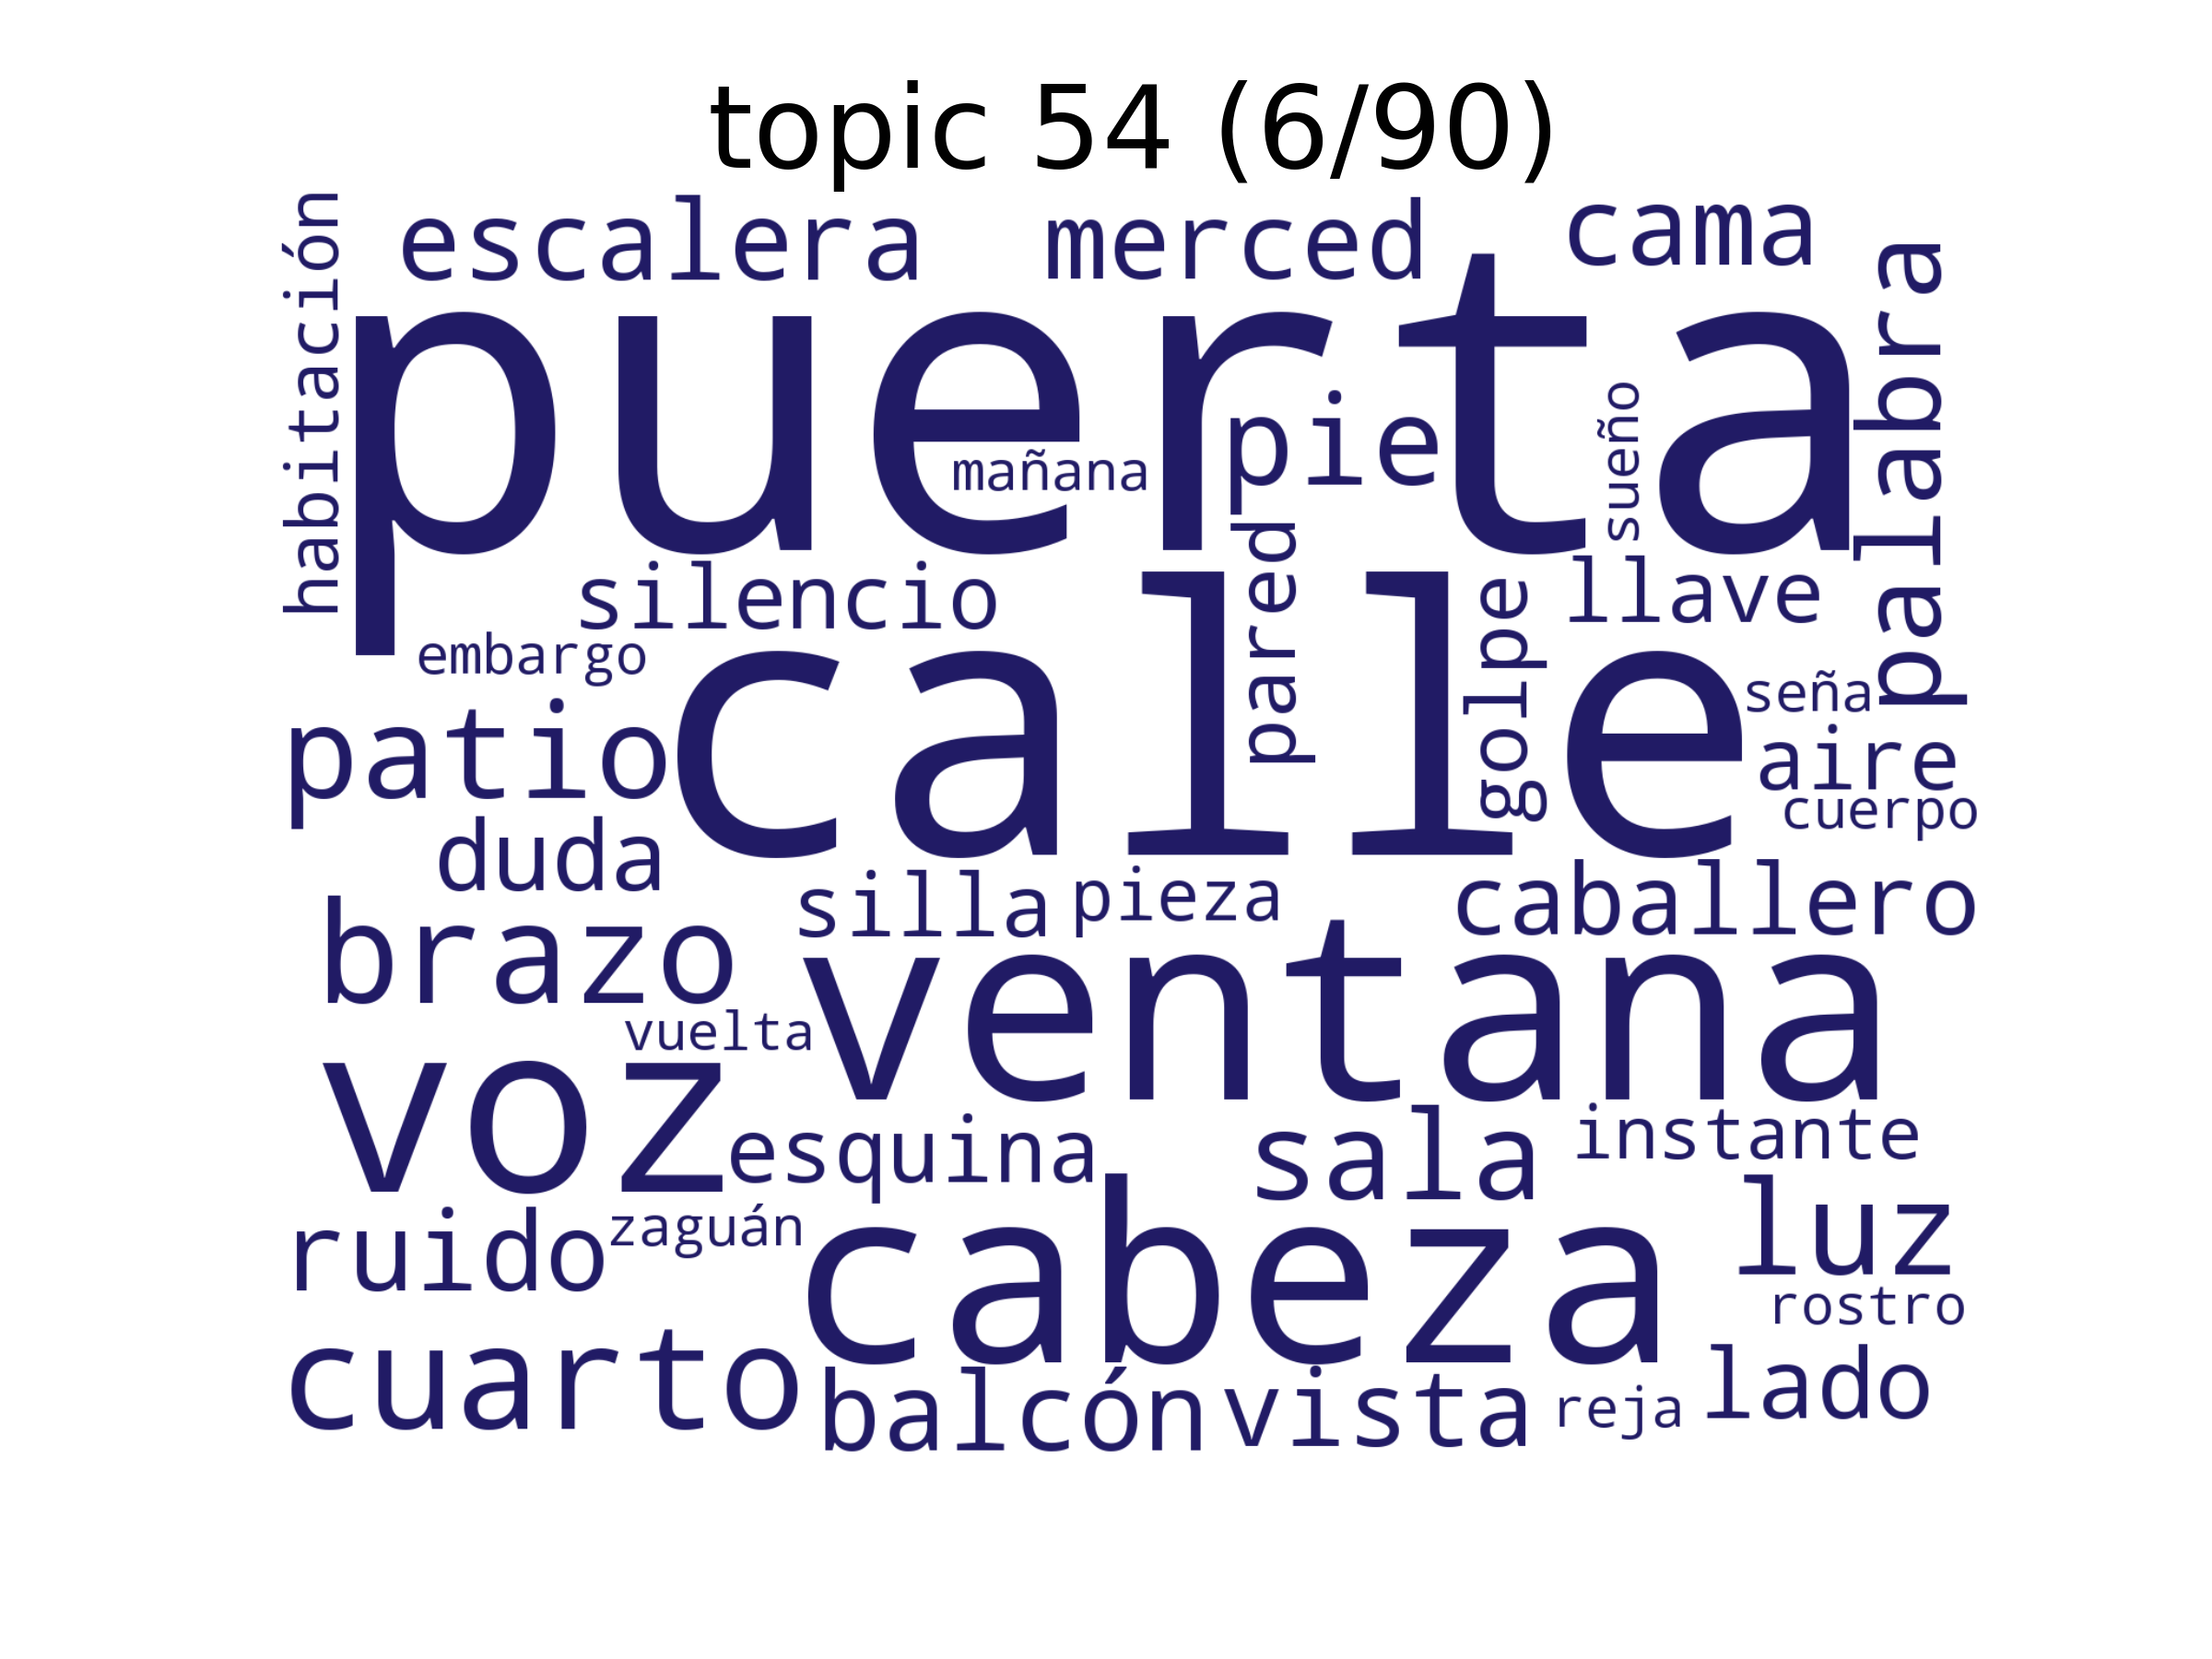 topic 54 (6/90)
escalera merced cama
habitación
puerta
palabra
pie
sueño
mañana
pared
silencio
golpe
llave
embargo
calle
seña
patio
aire
cuerpo
duda
silla pieza caballero
brazo
ventana
vuelta
voz
esquina sala instante
ruido zaguán
cabeza
luz
rostro
cuarto
balcón vista reja lado